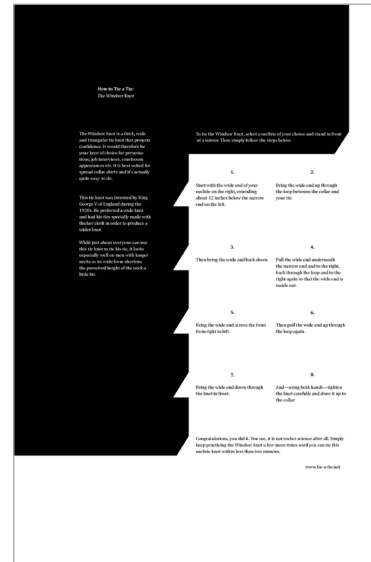 How to Tie a Tie:
The Windsor Knot
The Windsor Knot is a thick, wide
and triangular tie knot that projects
confidence. It would therefore be
your knot of choice for presenta-
tions, job interviews, courtroom
appearances etc. It is best suited for
spread collar shirts and it's actually
quite easy to do.
This tie knot was invented by King
George V of England during the
1920s. He preferred a wide knot
and had his ties specially made with
thicker cloth in order to produce a
wider knot.
While just about everyone can use
this tie knot to tie his tie, it looks
especially well on men with longer
necks as its wide form shortens
the perceived height of the neck a
little bit.
To tie the Windsor Knot, select a necktie of your choice and stand in front
of a mirror. Then simply follow the steps below:
1.
Start with the wide end of your
necktie on the right, extending
about 12 inches below the narrow
end on the left.
2.
Bring the wide end up through
the loop between the collar and
your tie.
3.
Then bring the wide end back down
4.
Pull the wide end underneath
the narrow end and to the right,
back through the loop and to the
right again so that the wide end is
inside out.
5.
Bring the wide end across the front
from right to left.
6.
Then pull the wide end up through
the loop again.
7.
Bring the wide end down through
the knot in front.
8.
And—using both hands—tighten
the knot carefully and draw it up to
the collar
Congratulations, you did it. You see, it is not rocket science after all. Simply
keep practicing the Windsor knot a few more times until you can tie this
necktie knot within less than two minutes.
www.tie-a-tie.net